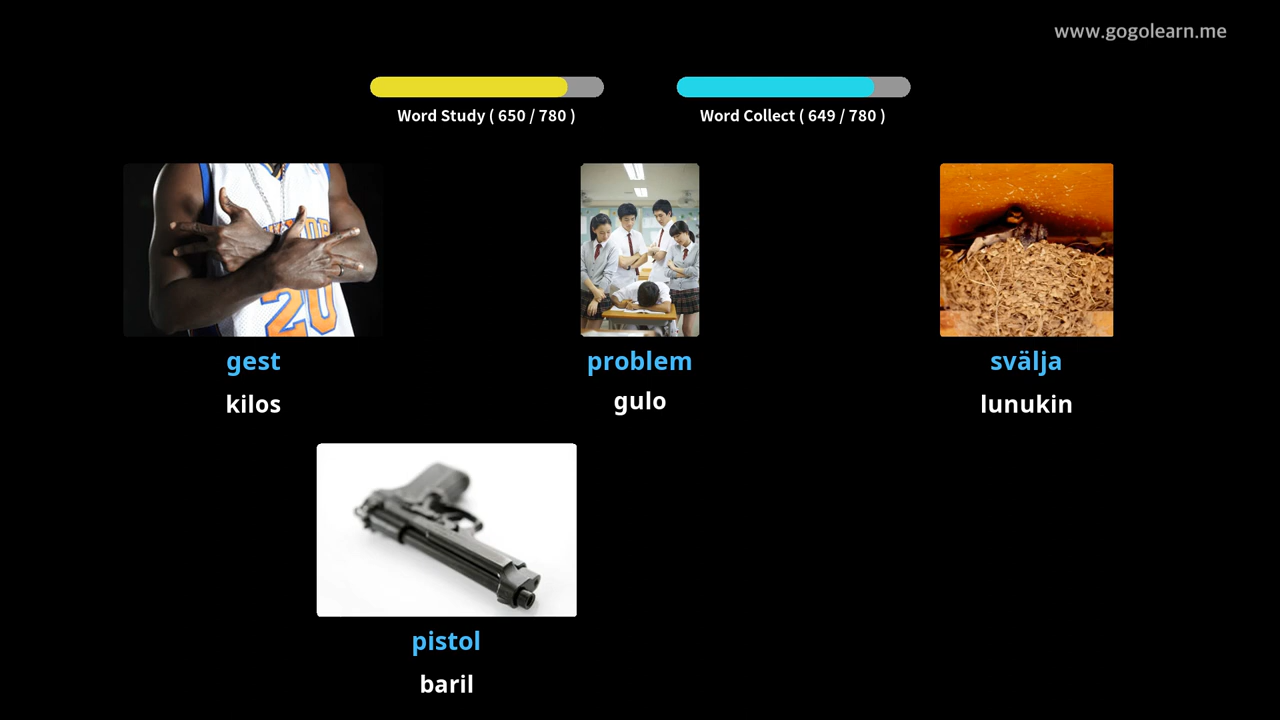 www.gogolearn.me
Word Study ( 650 / 780 )
Word Collect ( 649 / 780 )
20
gest
problem
svälja
kilos
gulo
lunukin
pistol
baril